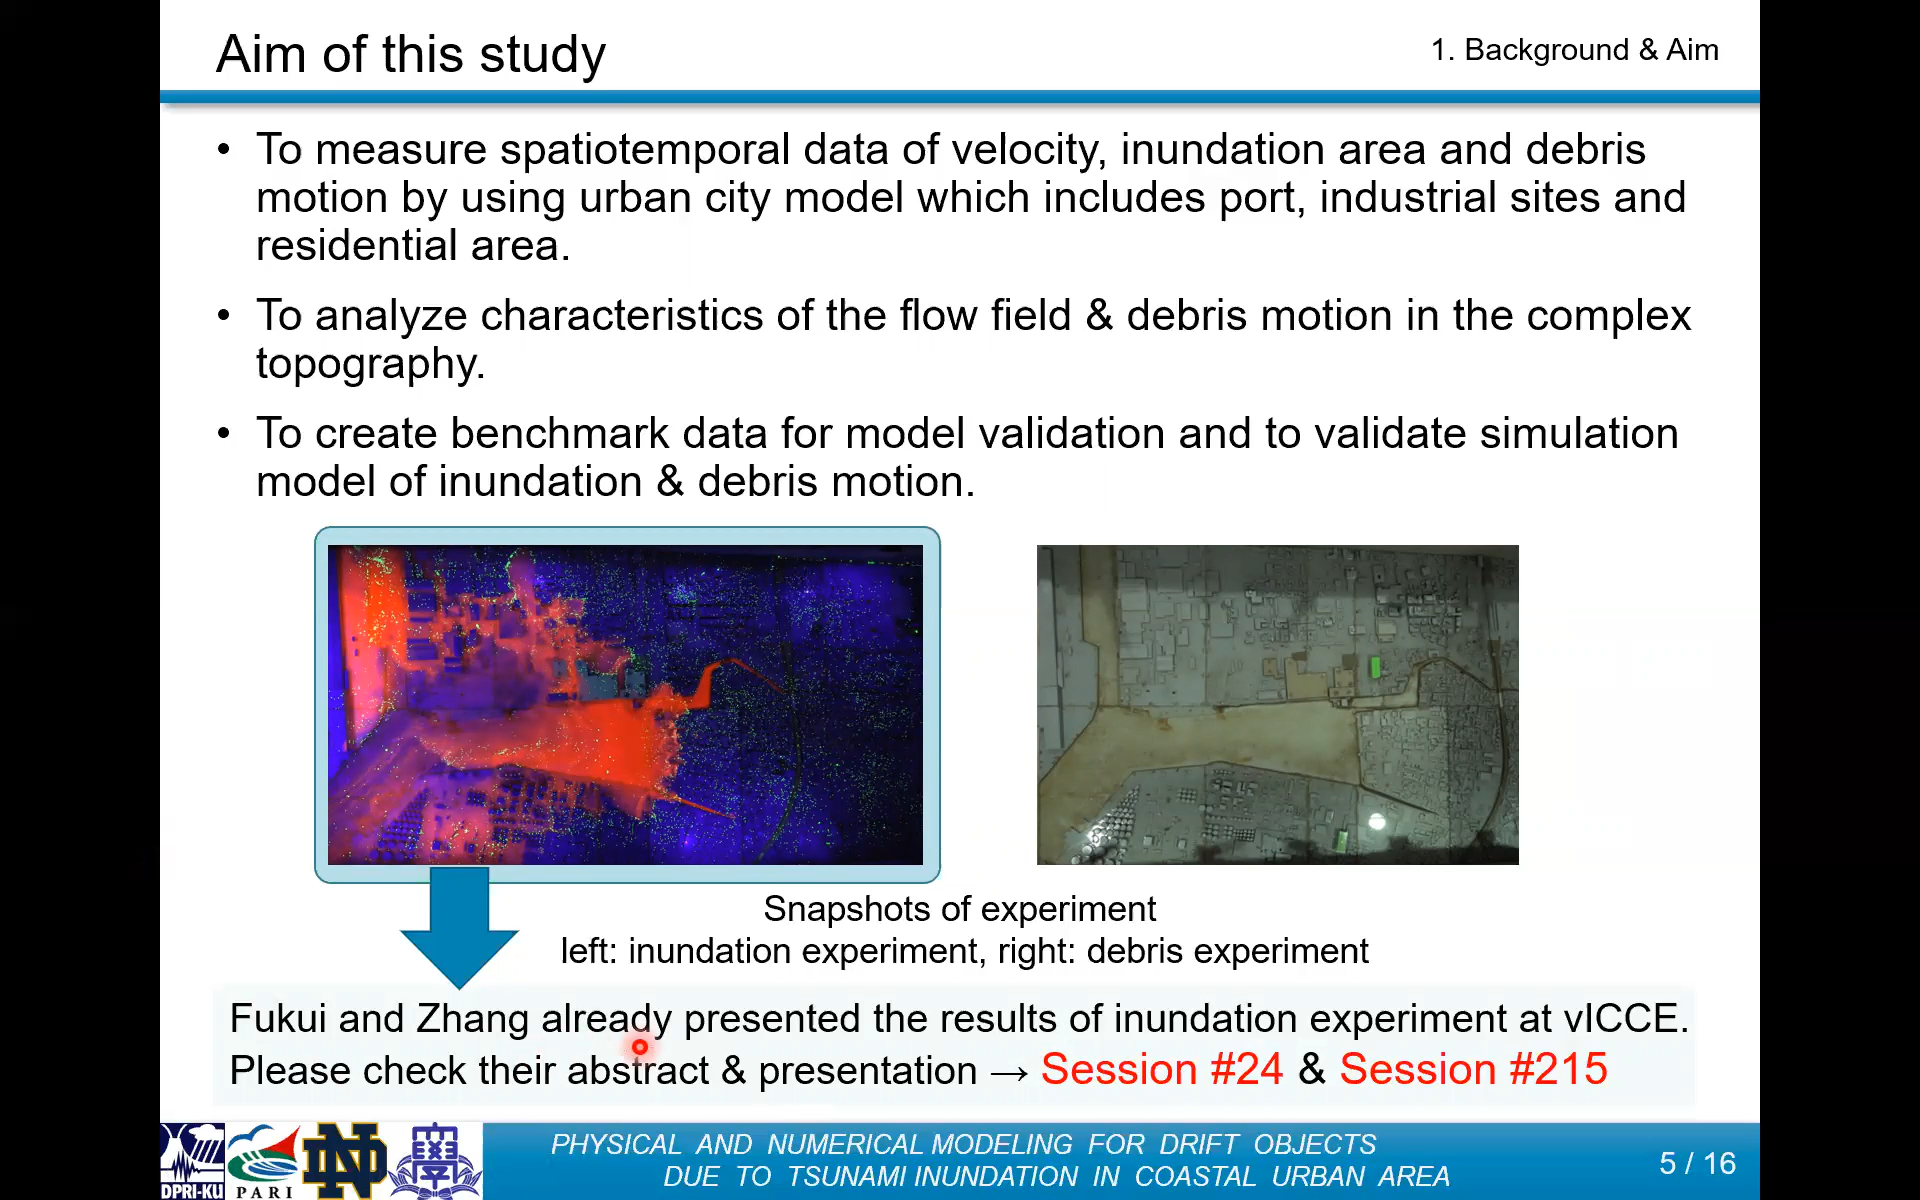 Aim of this study
1. Background & Aim
• To measure spatiotemporal data of velocity, inundation area and debris
motion by using urban city model which includes port, industrial sites and
residential area.
• To analyze characteristics of the flow field & debris motion in the complex
topography.
• To create benchmark data for model validation and to validate simulation
model of inundation & debris motion.
Snapshots of experiment
left: inundation experiment, right: debris experiment
Fukui and Zhang already presented the results of inundation experiment at vICCE.
Please check their abstract & presentation → Session #24 & Session #215
DPRI-KU
PARI
ND
PHYSICAL AND NUMERICAL MODELING FOR DRIFT OBJECTS
DUE TO TSUNAMI INUNDATION IN COASTAL URBAN AREA
5 / 16